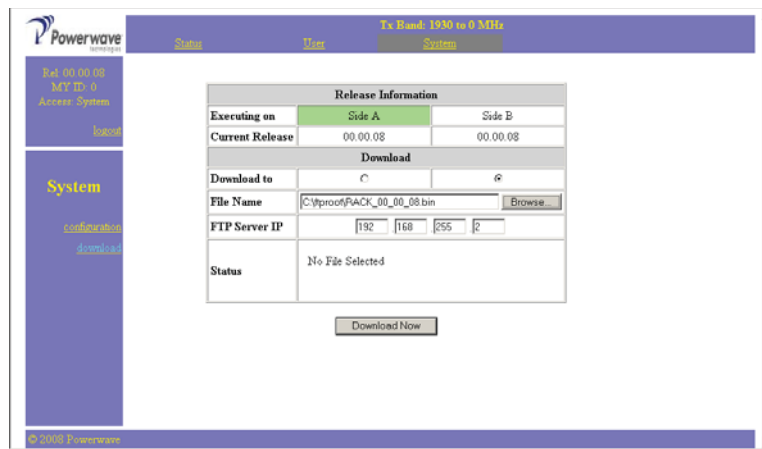 Powerwave
technologies
Tx Band: 1930 to 0 MHz
Status User System
Rel: 00.00.08
MY ID: 0
Access: System
logout
System
configuration
download
Release Information
Executing on Side A Side B
Current Release 00.00.08 00.00.08
Download
Download to
File Name C:\ftproot\RACK_00_00_08.bin Browse...
FTP Server IP 192 .168 .255 .2
Status No File Selected
Download Now
© 2008 Powerwave